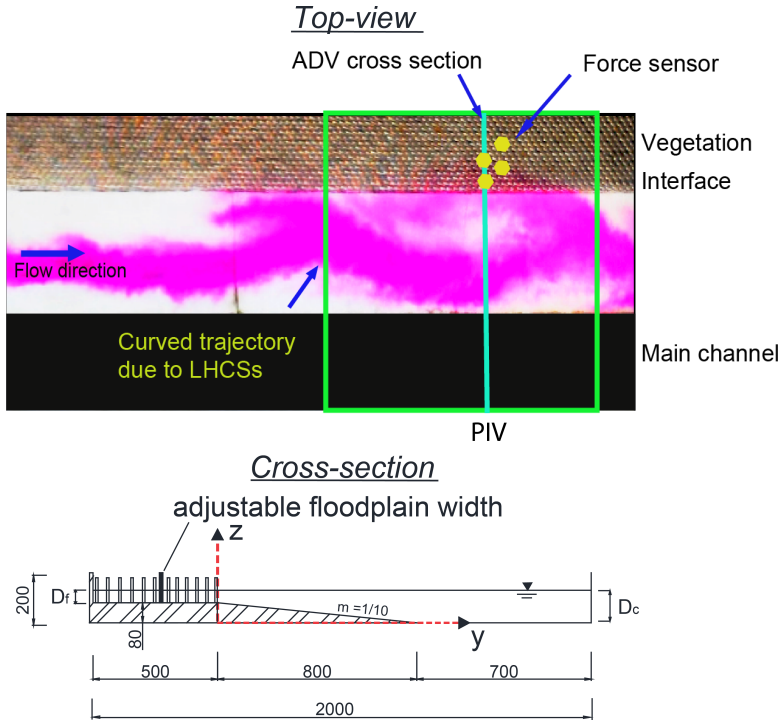 Top-view
ADV cross section
Force sensor
Vegetation
Interface
Flow direction
Curved trajectory
due to LHCSs
Main channel
PIV
Cross-section
adjustable floodplain width
z
200
Df
m =1/10
Dc
80
y
500
800
700
2000